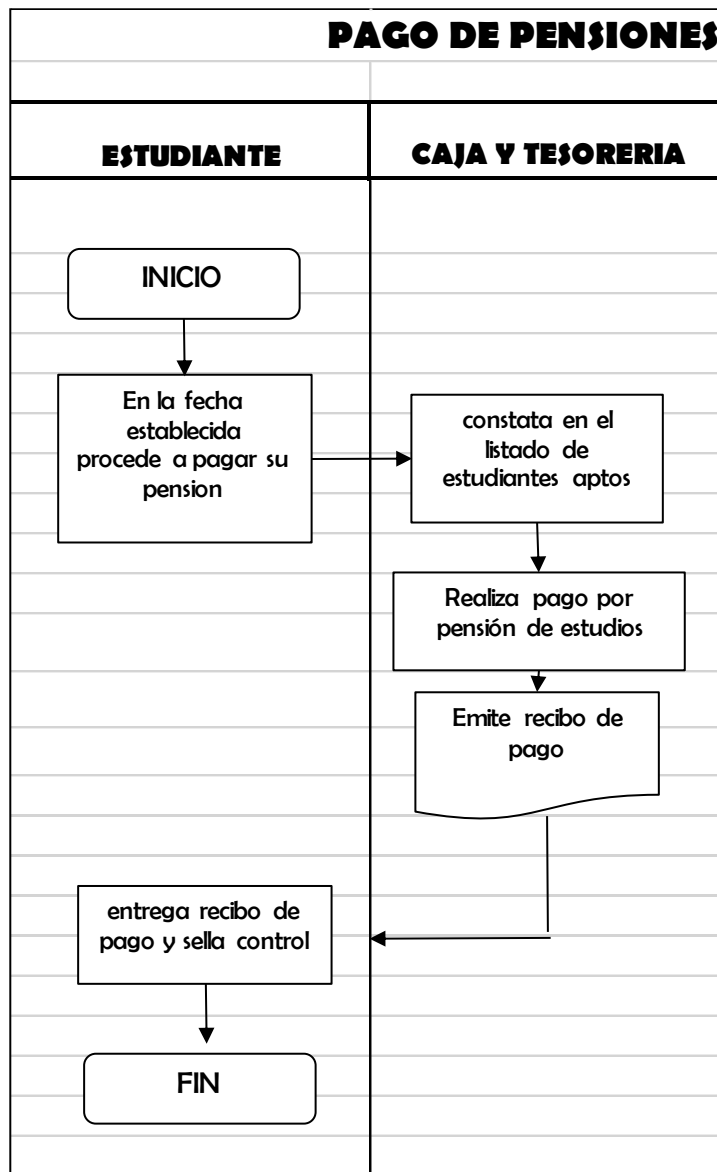 PAGO DE PENSIONES
ESTUDIANTE
CAJA Y TESORERIA
INICIO
En la fecha
establecida
procede a pagar su
pension
constata en el
listado de
estudiantes aptos
Realiza pago por
pensión de estudios
Emite recibo de
pago
entrega recibo de
pago y sella control
FIN